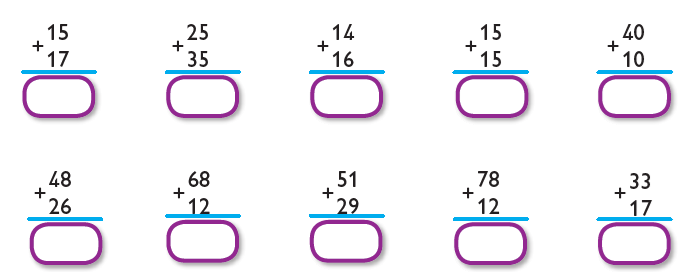 15 25 14 15 40
+ + + + +
17 35 16 15 10
48 68 51 78 33
+ + + + +
26 12 29 12 17